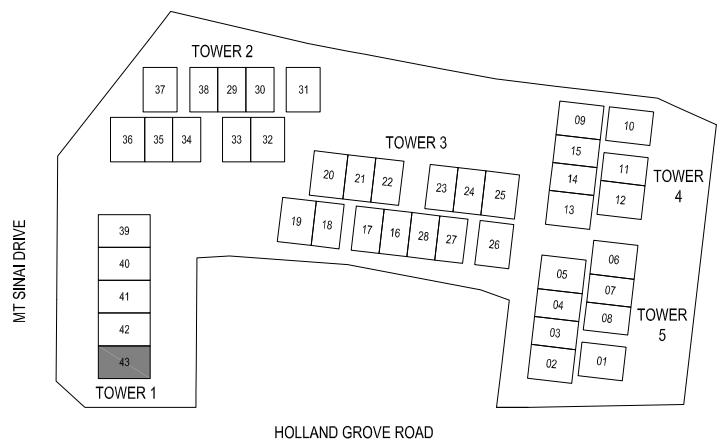 TOWER 2
37 38 29 30 31
36 35 34 33 32
TOWER 3
20 21 22 23 24 25
19 18 17 16 28 27 26
09 10
15
11
14
12
13
TOWER
4
39
40
41
42
43
TOWER 1
MT SINAI DRIVE
06
05
07
04
08
03
02 01
TOWER
5
HOLLAND GROVE ROAD